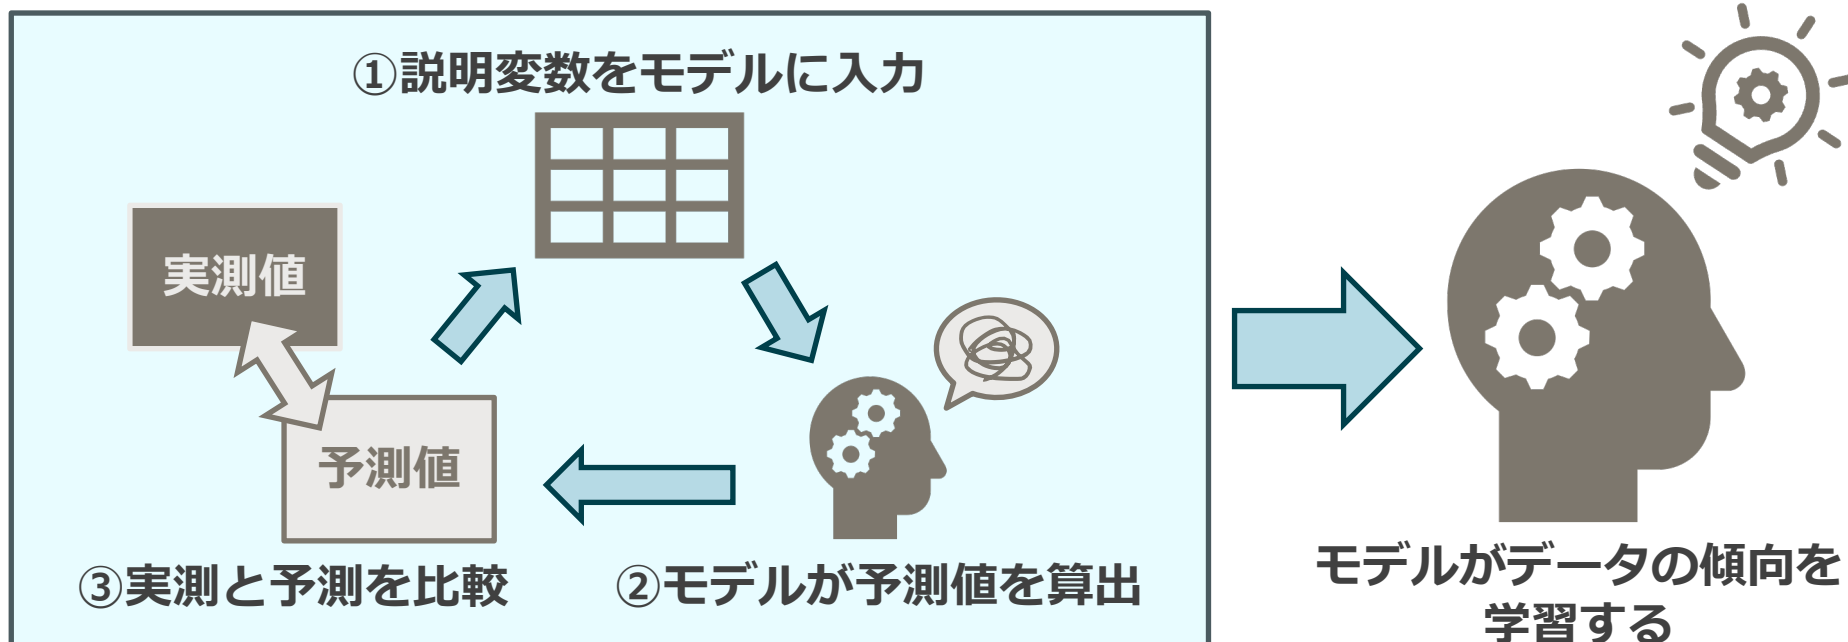 ①説明変数をモデルに入力
実測値
予測値
③実測と予測を比較
②モデルが予測値を算出
モデルがデータの傾向を
学習する